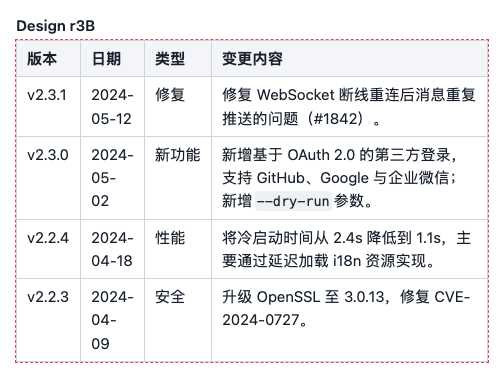 Design r3B
版本 日期 类型 变更内容
v2.3.1 2024-05-12 修复 修复 WebSocket 断线重连后消息重复
推送的问题（#1842）。
v2.3.0 2024-05-02 新功能 新增基于 OAuth 2.0 的第三方登录，
支持 GitHub、Google 与企业微信；
新增 --dry-run 参数。
v2.2.4 2024-04-18 性能 将冷启动时间从 2.4s 降低到 1.1s，主
要通过延迟加载 i18n 资源实现。
v2.2.3 2024-04-09 安全 升级 OpenSSL 至 3.0.13，修复 CVE-
2024-0727。